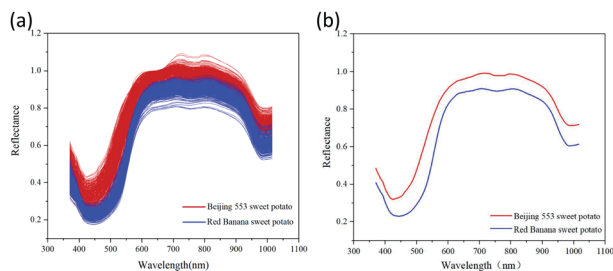 (a)
1.2
1.0
0.8
0.6
0.4
0.2
Reflectance
Beijing 553 sweet potato
Red Banana sweet potato
300 400 500 600 700 800 900 1000 1100
Wavelength(nm)
(b)
1.2
1.0
0.8
0.6
0.4
0.2
Reflectance
Beijing 553 sweet potato
Red Banana sweet potato
300 400 500 600 700 800 900 1000 1100
Wavelength（nm）